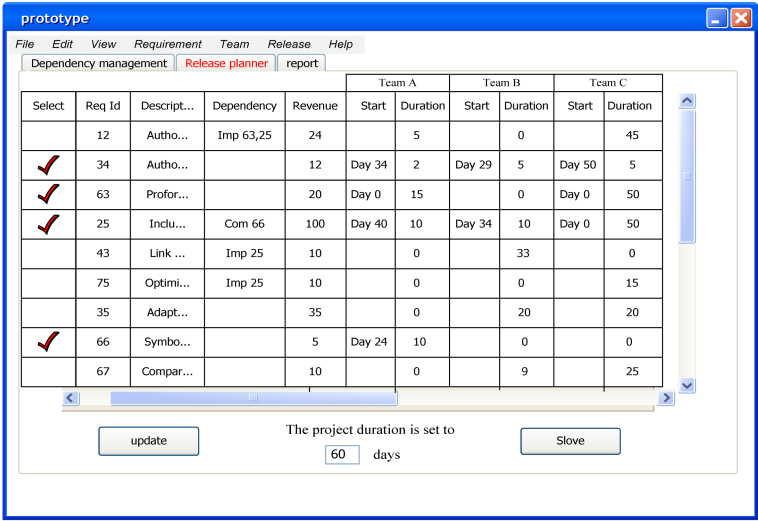 prototype
File Edit View Requirement Team Release Help
Dependency management Release planner report
Team A Team B Team C
Select Req Id Descript... Dependency Revenue Start Duration Start Duration Start Duration
12 Autho... Imp 63,25 24 5 0 45
34 Autho... 12 Day 34 2 Day 29 5 Day 50 5
63 Profor... 20 Day 0 15 0 Day 0 50
25 Inclu... Com 66 100 Day 40 10 Day 34 10 Day 0 50
43 Link ... Imp 25 10 0 33 0
75 Optimi... Imp 25 10 0 0 15
35 Adapt... 35 0 20 20
66 Symbo... 5 Day 24 10 0 0
67 Compar... 10 0 9 25
The project duration is set to
update 60 days Slove